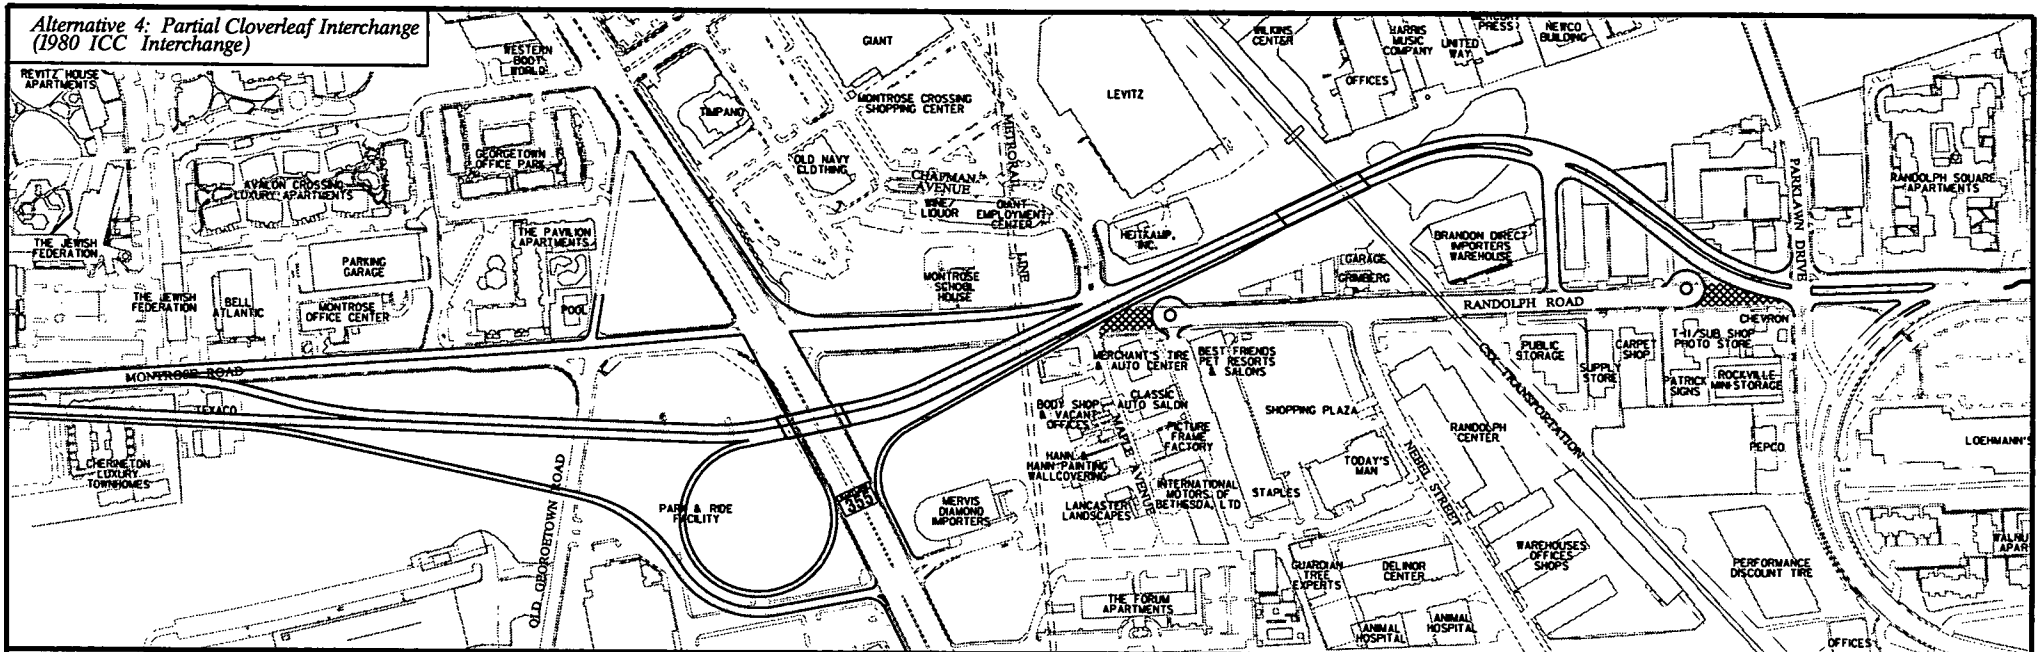 Alternative 4: Partial Cloverleaf Interchange
(1980 ICC Interchange)
REVITZ HOUSE
APARTMENTS
WESTERN
BOOT
WORLD
GIANT
TIMPANO
MONTROSE CROSSING
SHOPPING CENTER
LEVITZ
WILKINS
CENTER
OFFICES
HARRIS
MUSIC
COMPANY
UNITED
WAY
PRESS
NEWCO
BUILDING
GEORGETOWN
OFFICE PARK
OLD NAVY
CLOTHING
METRORAIL LINE
CHAPMAN
AVENUE
AVALON CROSSING
LUXURY APARTMENTS
WINE/
LIQUOR
GIANT
EMPLOYMENT
CENTER
PARKLAWN DRIVE
RANDOLPH SQUARE
APARTMENTS
THE JEWISH
FEDERATION
THE PAVILION
APARTMENTS
HEITKAMP,
INC.
BRANDON DIRECT
IMPORTERS
WAREHOUSE
PARKING
GARAGE
GARAGE
GRIMBERG
MONTROSE
SCHOOL
HOUSE
THE JEWISH
FEDERATION
BELL
ATLANTIC
MONTROSE
OFFICE CENTER
POOL
RANDOLPH ROAD
CHEVRON
T-11/SUB SHOP
PHOTO STORE
MONTROSE ROAD
MERCHANT'S TIRE
& AUTO CENTER
BEST FRIENDS
PET RESORTS
& SALONS
PUBLIC
STORAGE
CARPET
SHOP
SUPPLY
STORE
PATRICK
SIGNS
ROCKVILLE
MINI-STORAGE
CSX TRANSPORTATION
TEXACO
CLASSIC
AUTO SALON
BODY SHOP
& VACANT
OFFICES
SHOPPING PLAZA
PICTURE
FRAME
FACTORY
MAPLE AVENUE
RANDOLPH
CENTER
PEPCO
LOEHMANN'S
CHERINGTON
LUXURY
TOWNHOMES
HANN &
HANN PAINTING
WALLCOVERING
TODAY'S
MAN
NEBEL STREET
OLD GEORGETOWN ROAD
355
PARK & RIDE
FACILITY
MERVIS
DIAMOND
IMPORTERS
LANCASTER
LANDSCAPES
INTERNATIONAL
MOTORS OF
BETHESDA, LTD
STAPLES
GUARDIAN
TREE
EXPERTS
DELINOR
CENTER
WAREHOUSES
OFFICES
SHOPS
PERFORMANCE
DISCOUNT TIRE
THE FORUM
APARTMENTS
ANIMAL
HOSPITAL
ANIMAL
HOSPITAL
OFFICES